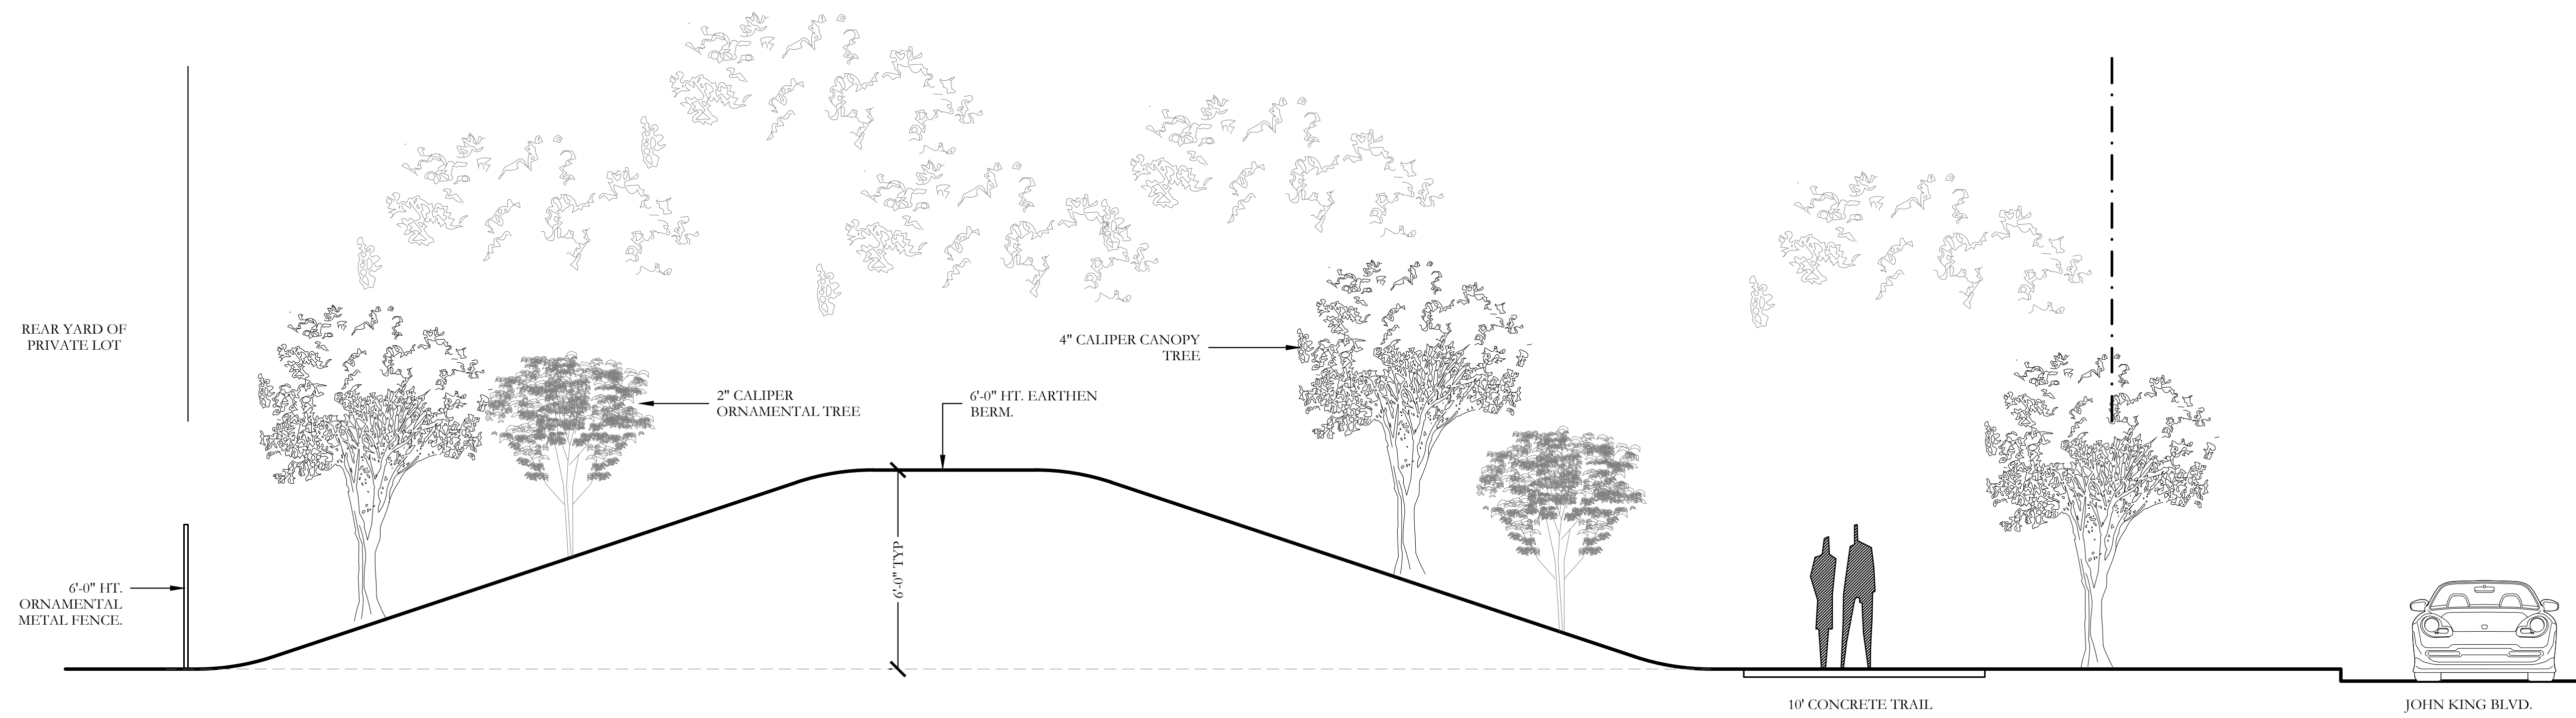 REAR YARD OF
PRIVATE LOT
4" CALIPER CANOPY
TREE
2" CALIPER
ORNAMENTAL TREE
6'-0" HT. EARTHEN
BERM.
6'-0" TYP
6'-0" HT.
ORNAMENTAL
METAL FENCE.
10' CONCRETE TRAIL
JOHN KING BLVD.